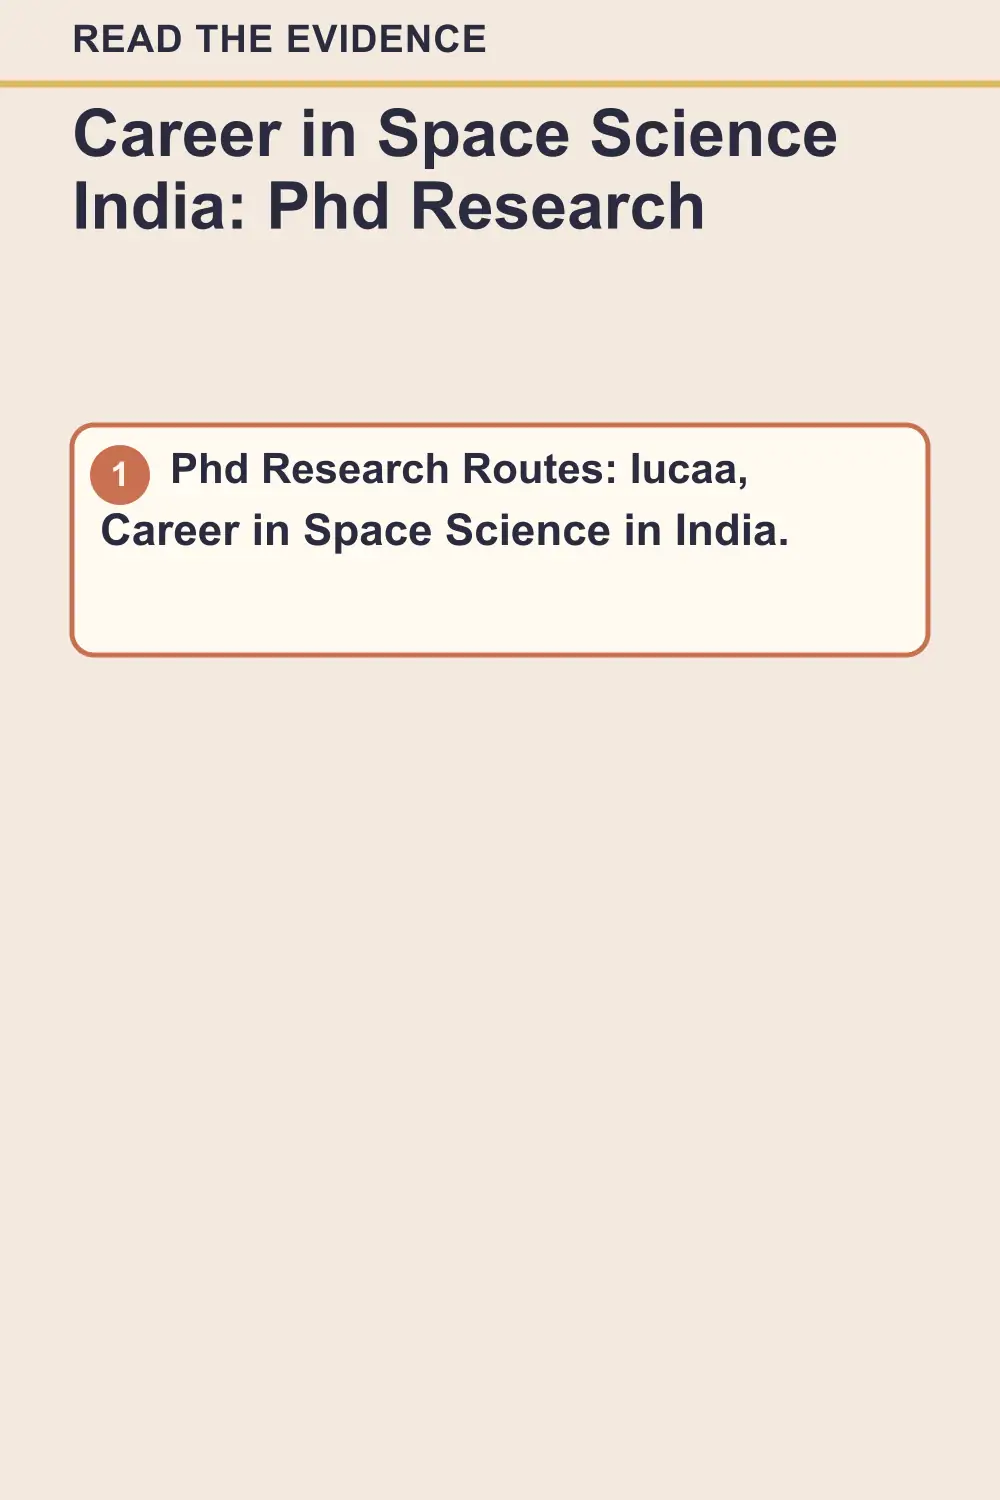 READ THE EVIDENCE
Career in Space Science
India: Phd Research
1 Phd Research Routes: Iucaa,
Career in Space Science in India.